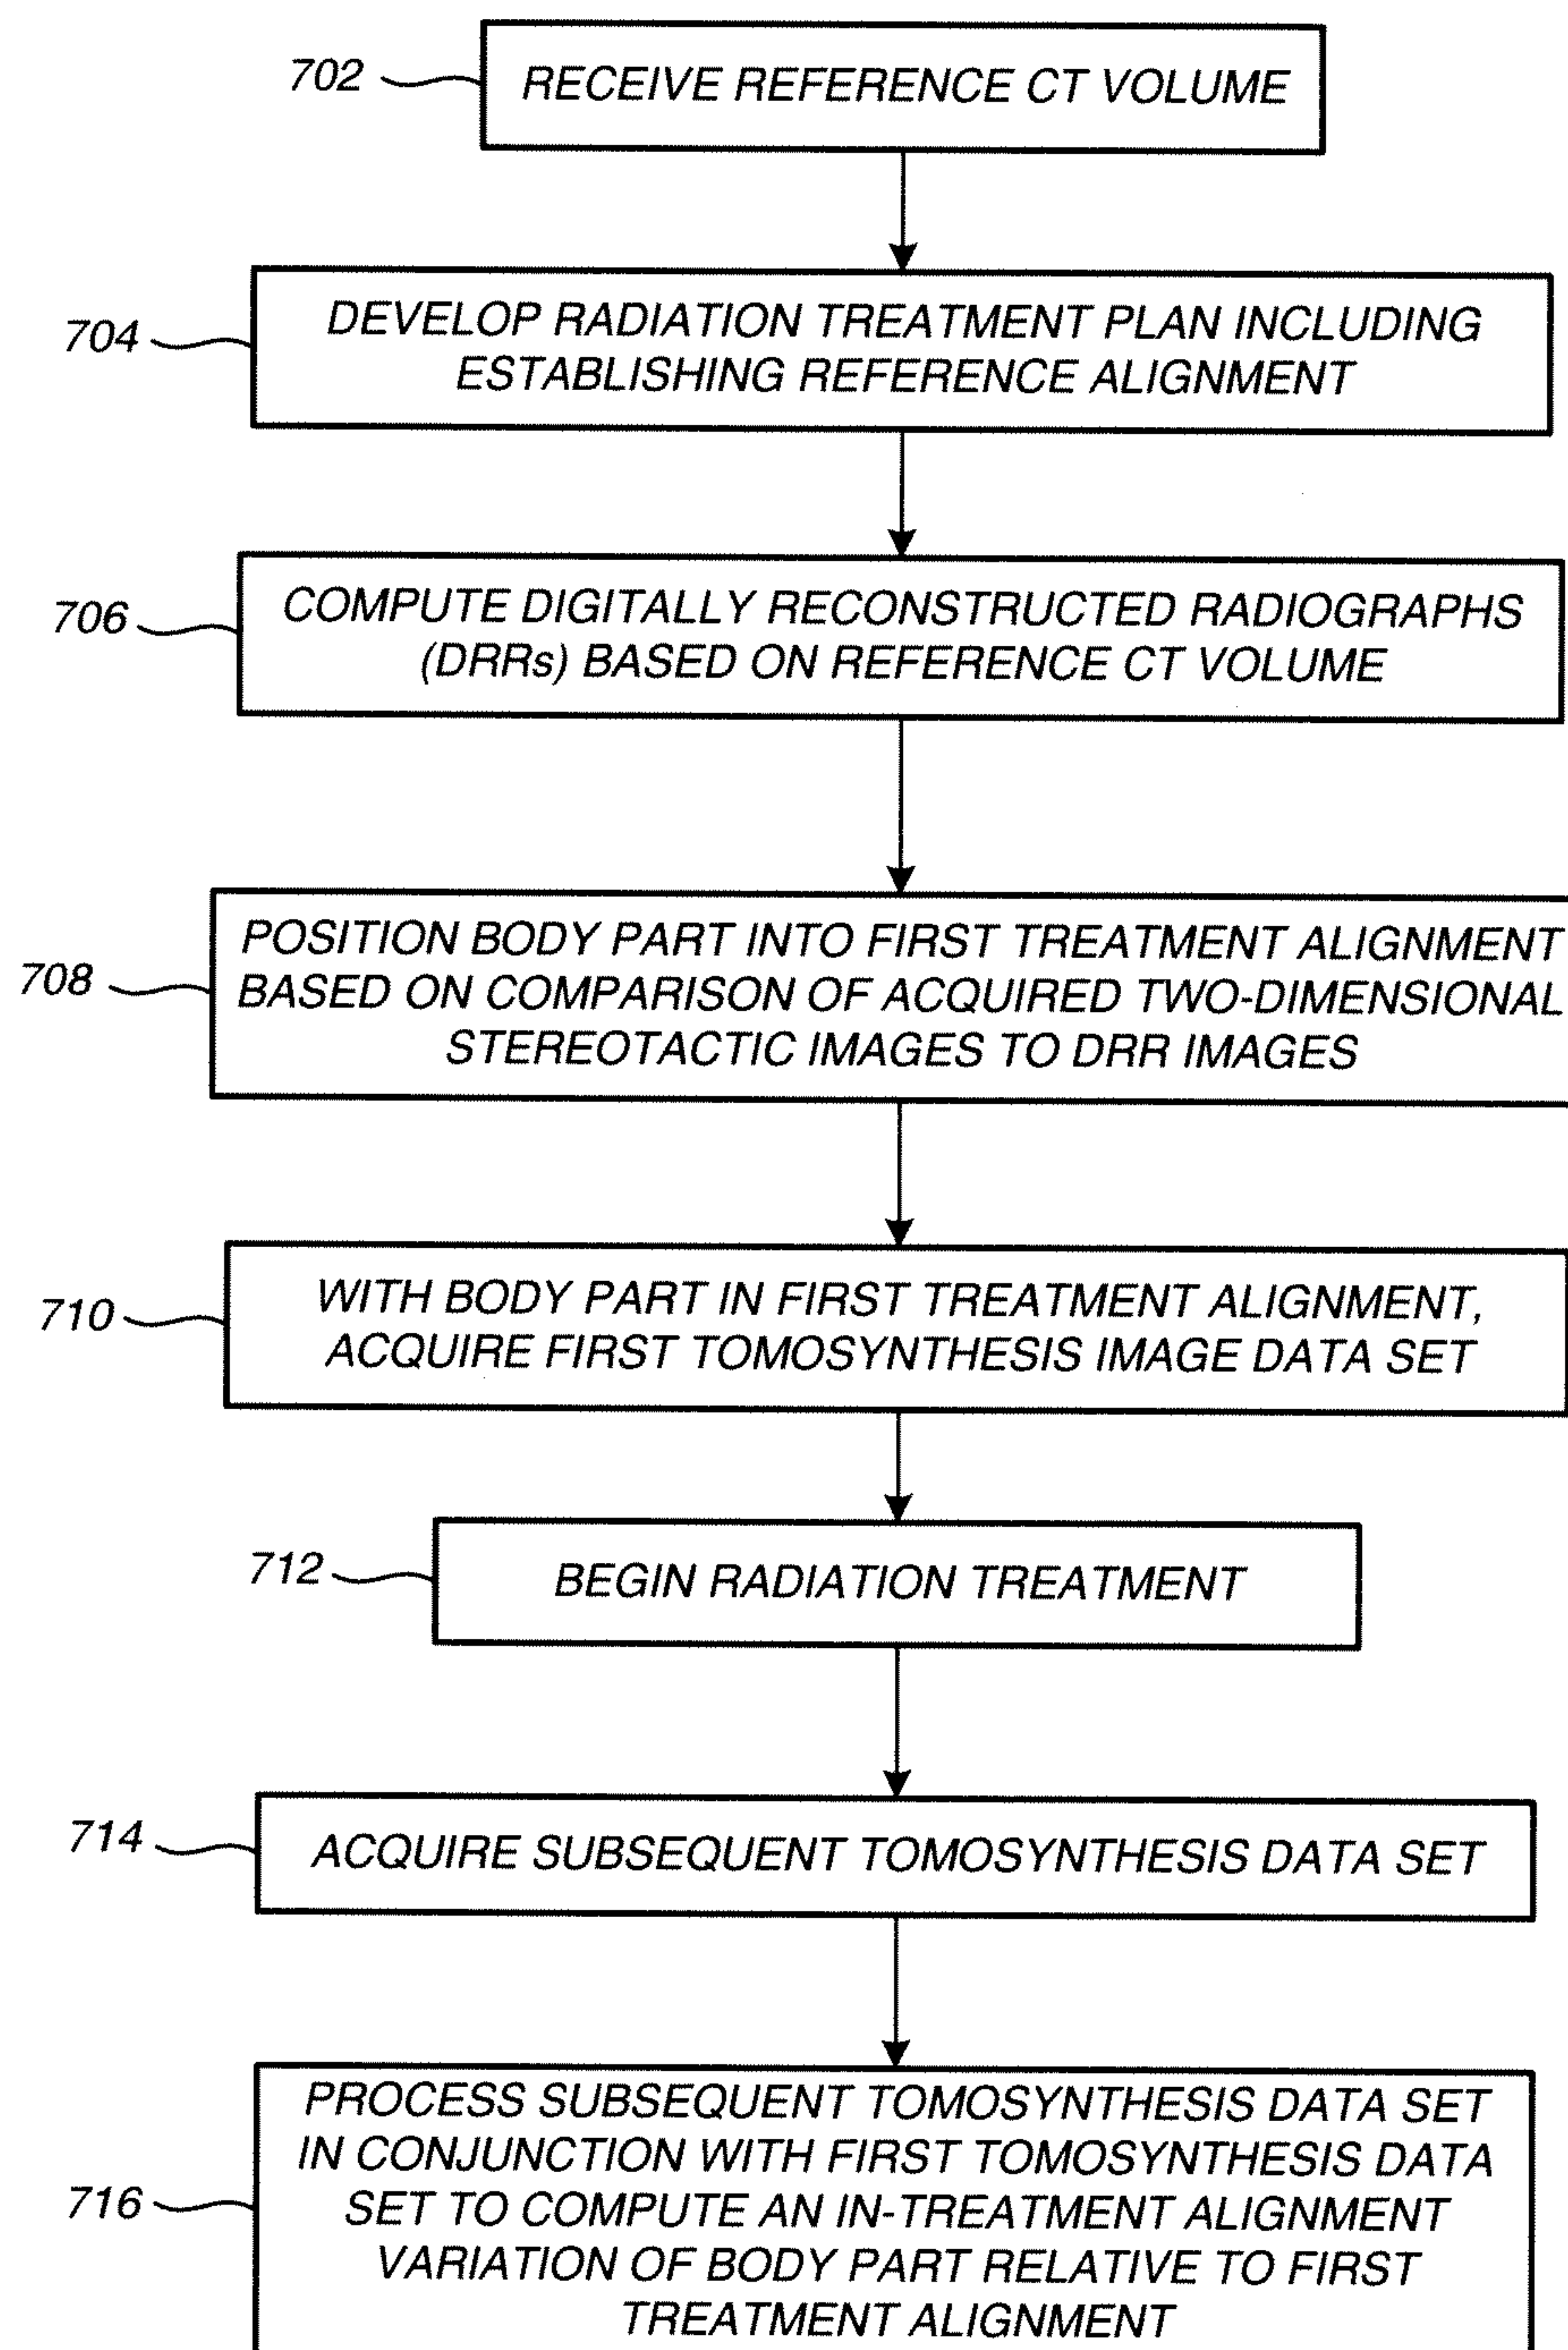 702
RECEIVE REFERENCE CT VOLUME
704
DEVELOP RADIATION TREATMENT PLAN INCLUDING
ESTABLISHING REFERENCE ALIGNMENT
706
COMPUTE DIGITALLY RECONSTRUCTED RADIOGRAPHS
(DRRs) BASED ON REFERENCE CT VOLUME
708
POSITION BODY PART INTO FIRST TREATMENT ALIGNMENT
BASED ON COMPARISON OF ACQUIRED TWO-DIMENSIONAL
STEREOTACTIC IMAGES TO DRR IMAGES
710
WITH BODY PART IN FIRST TREATMENT ALIGNMENT,
ACQUIRE FIRST TOMOSYNTHESIS IMAGE DATA SET
712
BEGIN RADIATION TREATMENT
714
ACQUIRE SUBSEQUENT TOMOSYNTHESIS DATA SET
716
PROCESS SUBSEQUENT TOMOSYNTHESIS DATA SET
IN CONJUNCTION WITH FIRST TOMOSYNTHESIS DATA
SET TO COMPUTE AN IN-TREATMENT ALIGNMENT
VARIATION OF BODY PART RELATIVE TO FIRST
TREATMENT ALIGNMENT